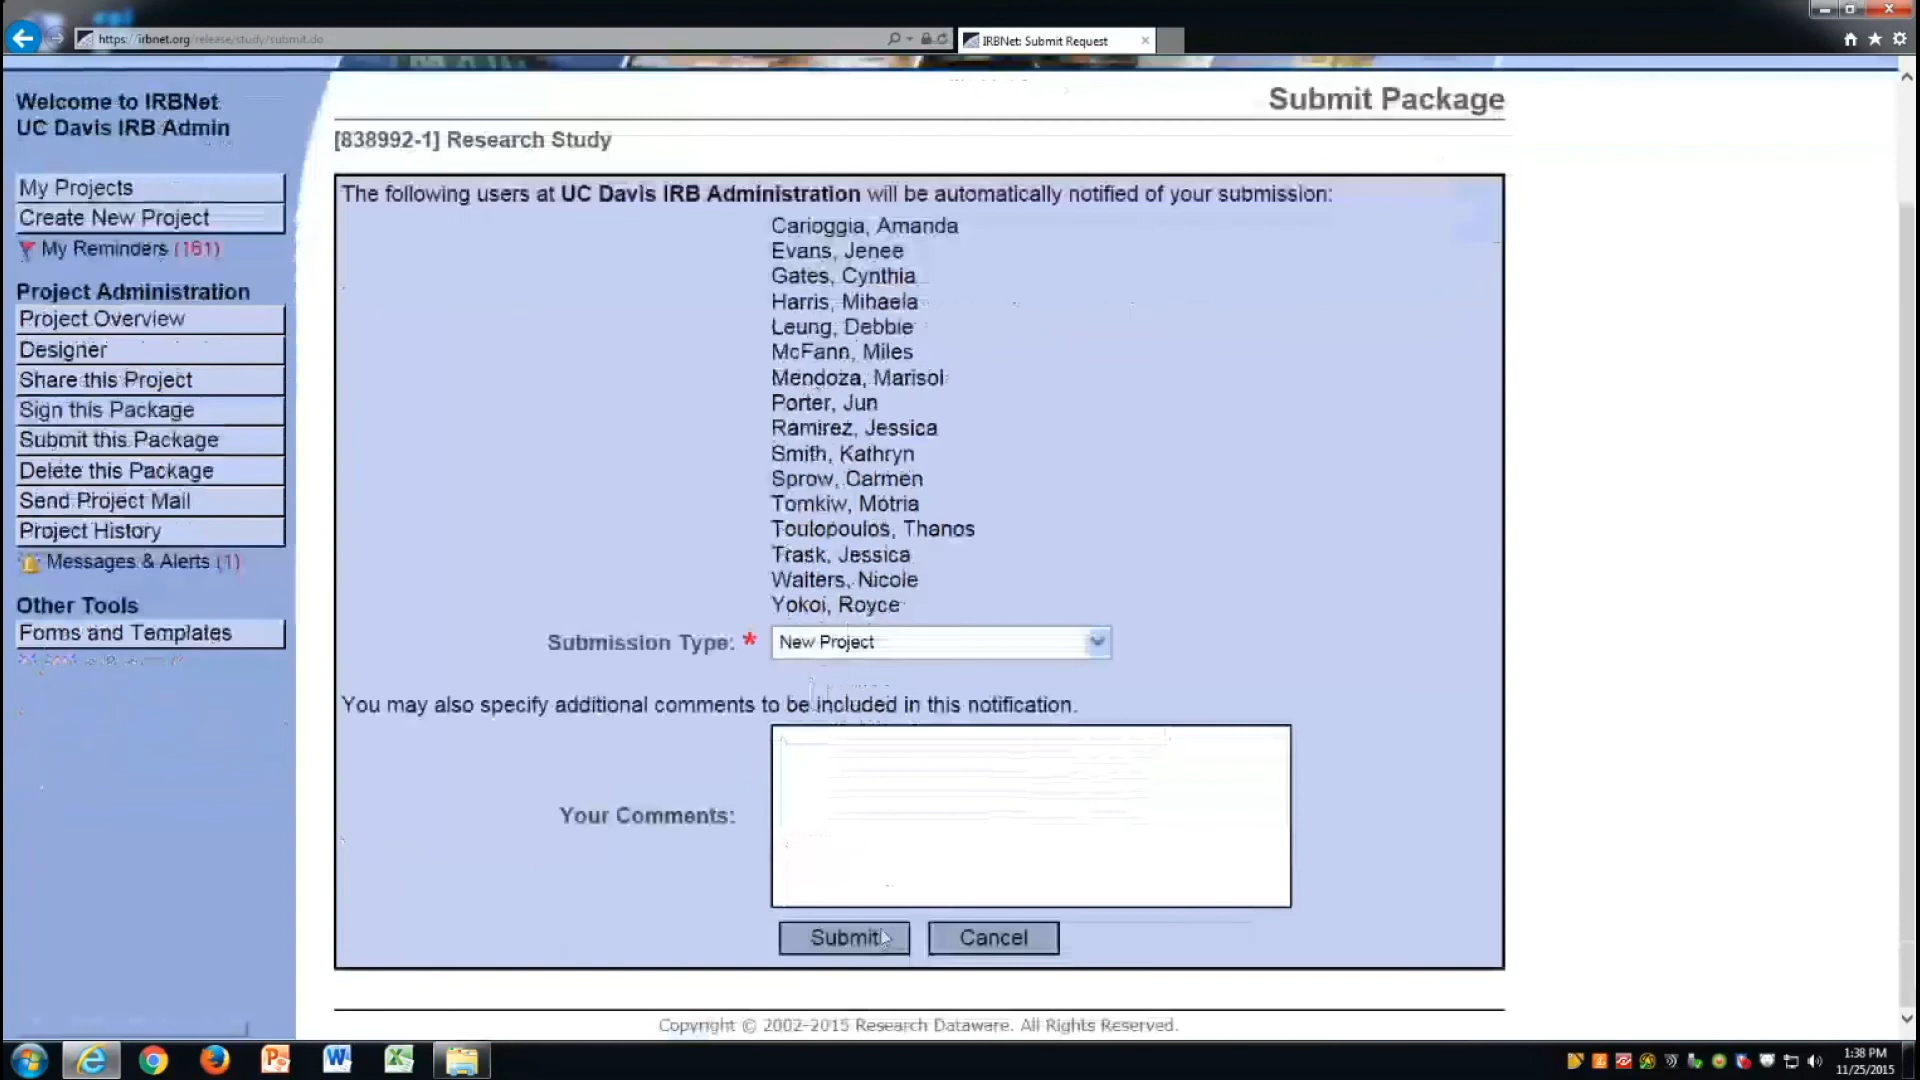 https://irbnet.org/release/study/submit.do
IRBNet: Submit Request
Welcome to IRBNet
UC Davis IRB Admin
My Projects
Create New Project
My Reminders (161)
Project Administration
Project Overview
Designer
Share this Project
Sign this Package
Submit this Package
Delete this Package
Send Project Mail
Project History
Messages & Alerts (1)
Other Tools
Forms and Templates
Submit Package
[838992-1] Research Study
The following users at UC Davis IRB Administration will be automatically notified of your submission:
Carioggia, Amanda
Evans, Jenee
Gates, Cynthia
Harris, Mihaela
Leung, Debbie
McFann, Miles
Mendoza, Marisol
Porter, Jun
Ramirez, Jessica
Smith, Kathryn
Sprow, Carmen
Tomkiw, Motria
Toulopoulos, Thanos
Trask, Jessica
Walters, Nicole
Yokoi, Royce
Submission Type: * New Project
You may also specify additional comments to be included in this notification.
Your Comments:
Submit Cancel
Copyright © 2002-2015 Research Dataware. All Rights Reserved.
1:38 PM
11/25/2015